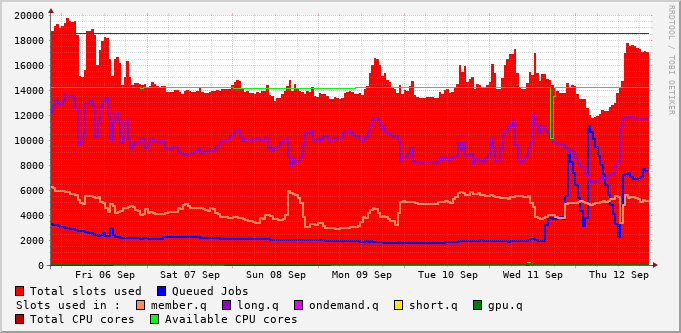 20000
18000
16000
14000
12000
10000
8000
6000
4000
2000
0
Fri 06 Sep Sat 07 Sep Sun 08 Sep Mon 09 Sep Tue 10 Sep Wed 11 Sep Thu 12 Sep
Total slots used Queued Jobs
Slots used in : member.q long.q ondemand.q short.q gpu.q
Total CPU cores Available CPU cores
RRDTOOL / TOBI OETIKER